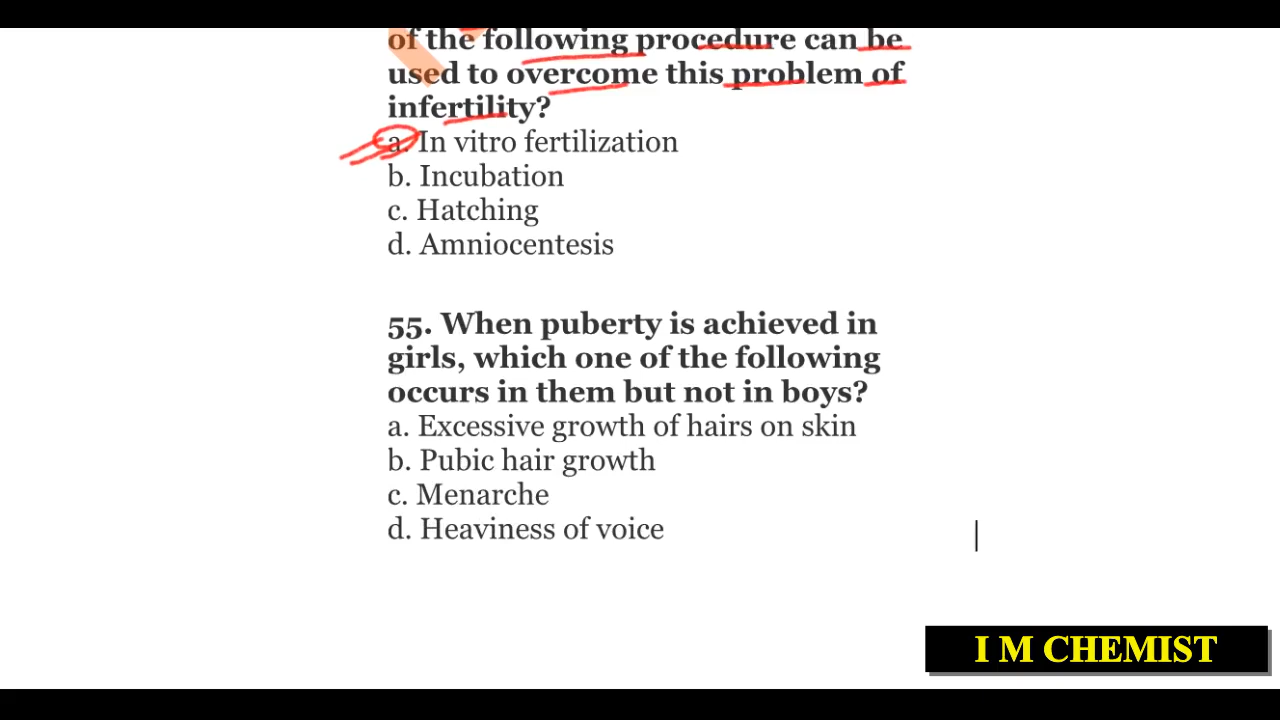 of the following procedure can be
used to overcome this problem of
infertility?
a. In vitro fertilization
b. Incubation
c. Hatching
d. Amniocentesis
55. When puberty is achieved in
girls, which one of the following
occurs in them but not in boys?
a. Excessive growth of hairs on skin
b. Pubic hair growth
c. Menarche
d. Heaviness of voice
I M CHEMIST